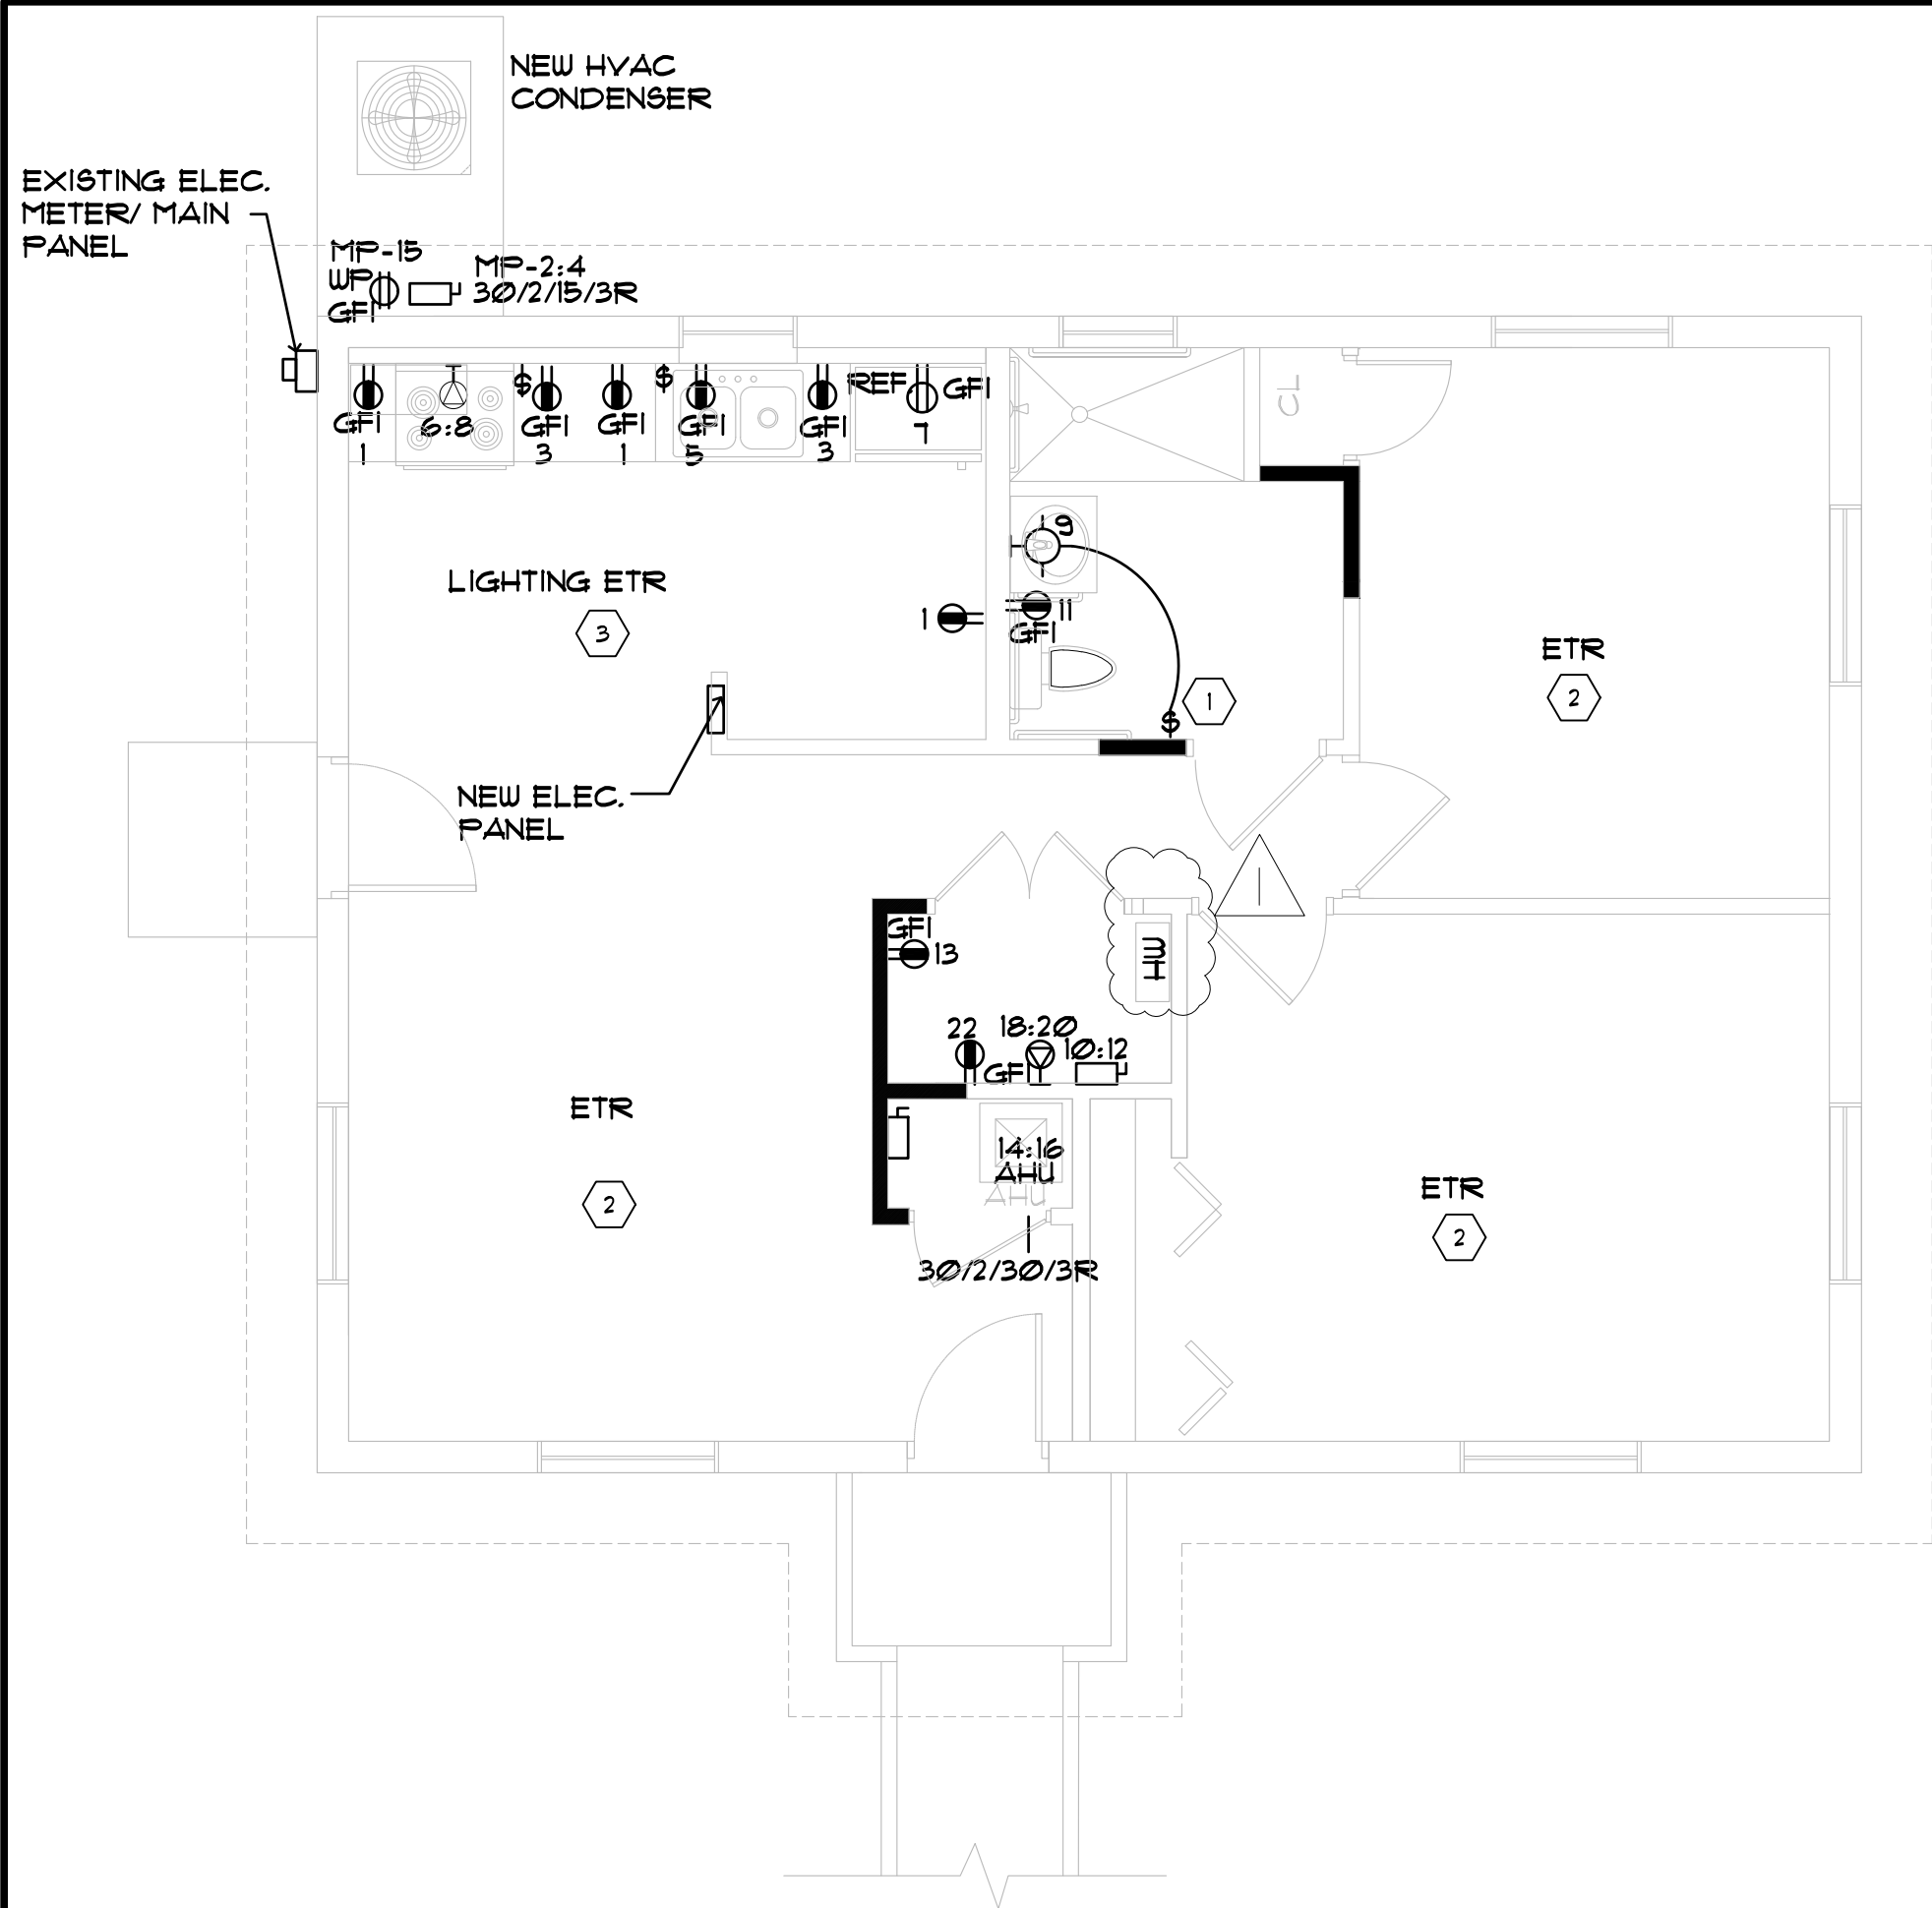 NEW HVAC
CONDENSER
EXISTING ELEC.
METER/ MAIN
PANEL
MP-15
WP
GFI
MP-2:4
30/2/15/3R
$
$
REF.
GFI
GFI
1
6:8
GFI
3
GFI
1
GFI
5
GFI
3
7
CL
9
LIGHTING ETR
3
1
11
GFI
ETR
2
1
$
NEW ELEC.
PANEL
1
GFI
13
WH
22
18:20
10:12
GFI
ETR
2
14:16
AHU
AHU
30/2/30/3R
ETR
2